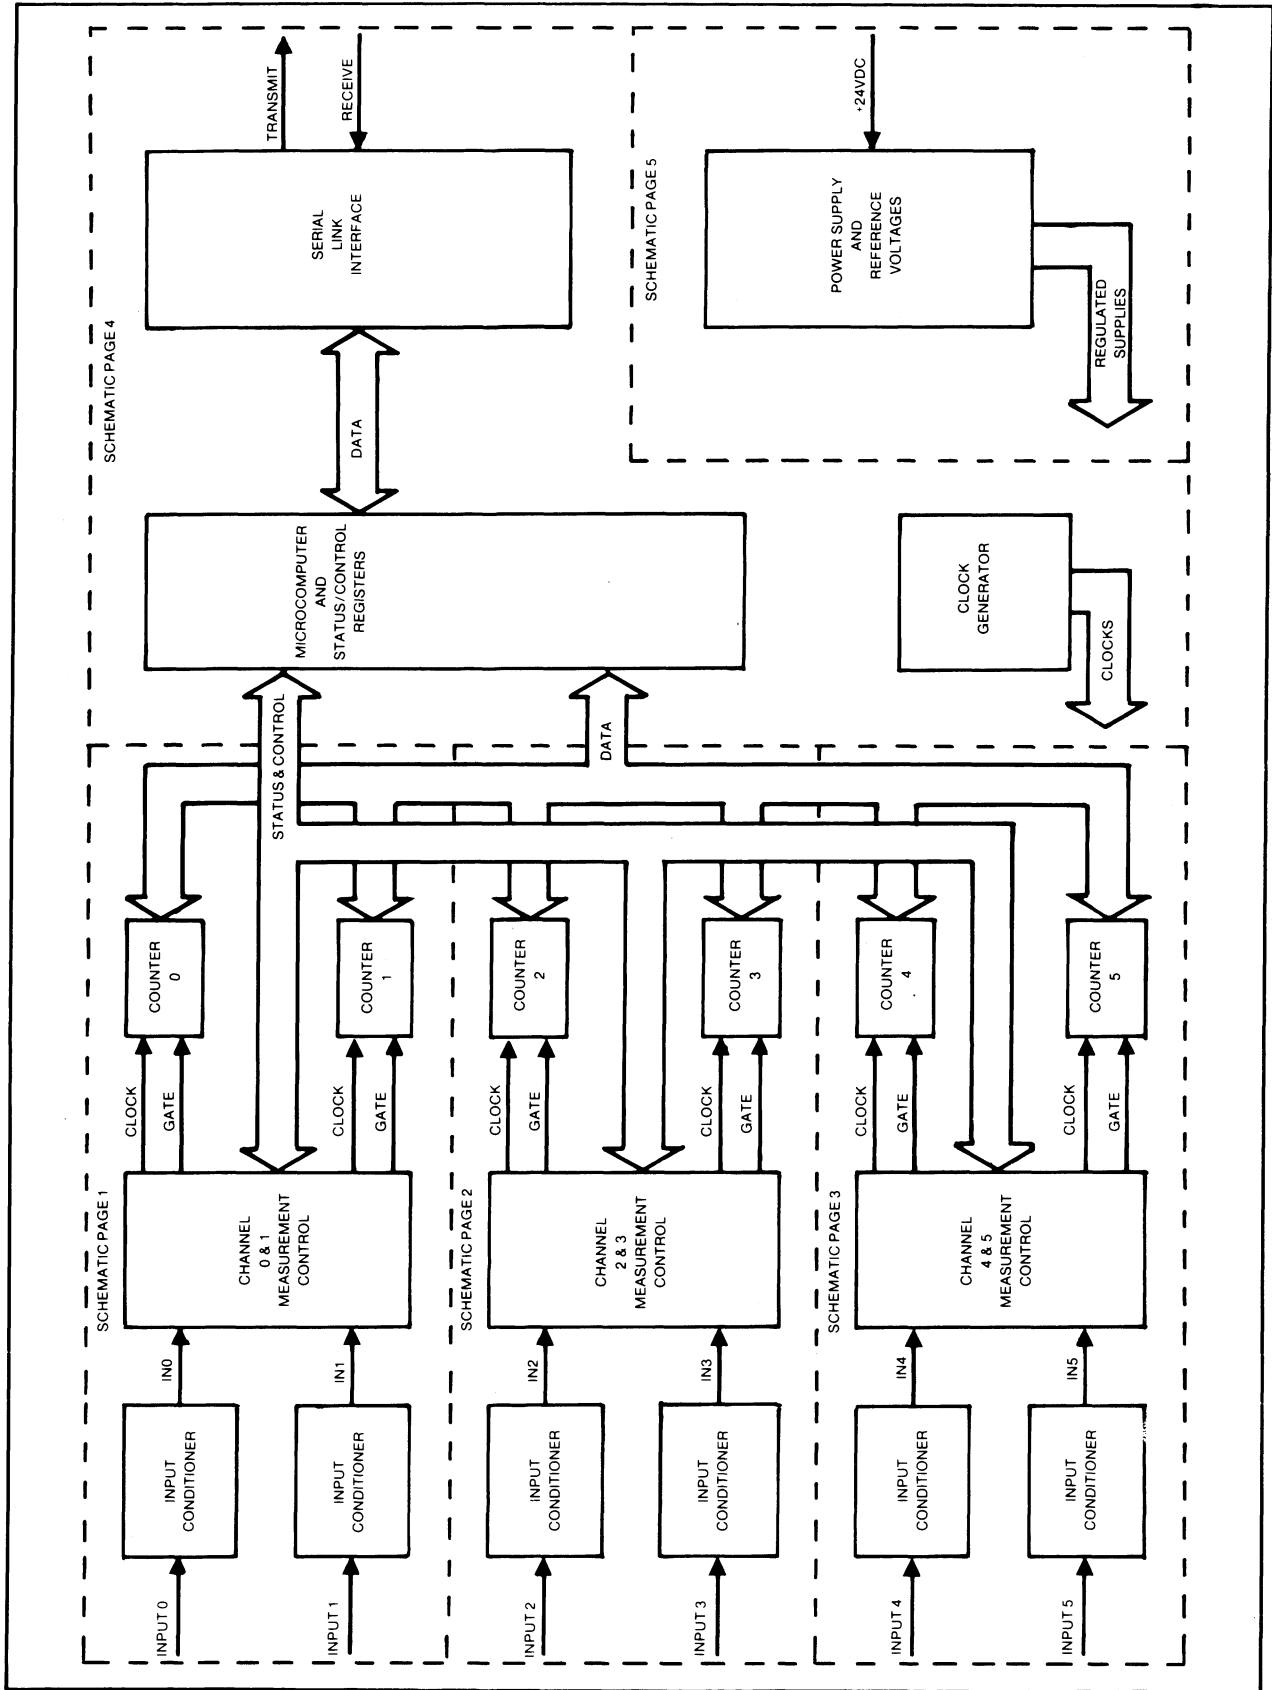 SCHEMATIC PAGE 1
INPUT 0
INPUT
CONDITIONER
IN0
INPUT 1
INPUT
CONDITIONER
IN1
CHANNEL
0 & 1
MEASUREMENT
CONTROL
CLOCK
GATE
COUNTER
0
CLOCK
GATE
COUNTER
1
SCHEMATIC PAGE 2
INPUT 2
INPUT
CONDITIONER
IN2
INPUT 3
INPUT
CONDITIONER
IN3
CHANNEL
2 & 3
MEASUREMENT
CONTROL
CLOCK
GATE
COUNTER
2
CLOCK
GATE
COUNTER
3
SCHEMATIC PAGE 3
INPUT 4
INPUT
CONDITIONER
IN4
INPUT 5
INPUT
CONDITIONER
IN5
CHANNEL
4 & 5
MEASUREMENT
CONTROL
CLOCK
GATE
COUNTER
4
CLOCK
GATE
COUNTER
5
STATUS & CONTROL
DATA
SCHEMATIC PAGE 4
MICROCOMPUTER
AND
STATUS/CONTROL
REGISTERS
DATA
SERIAL
LINK
INTERFACE
TRANSMIT
RECEIVE
CLOCK
GENERATOR
CLOCKS
SCHEMATIC PAGE 5
POWER SUPPLY
AND
REFERENCE
VOLTAGES
+24VDC
REGULATED
SUPPLIES